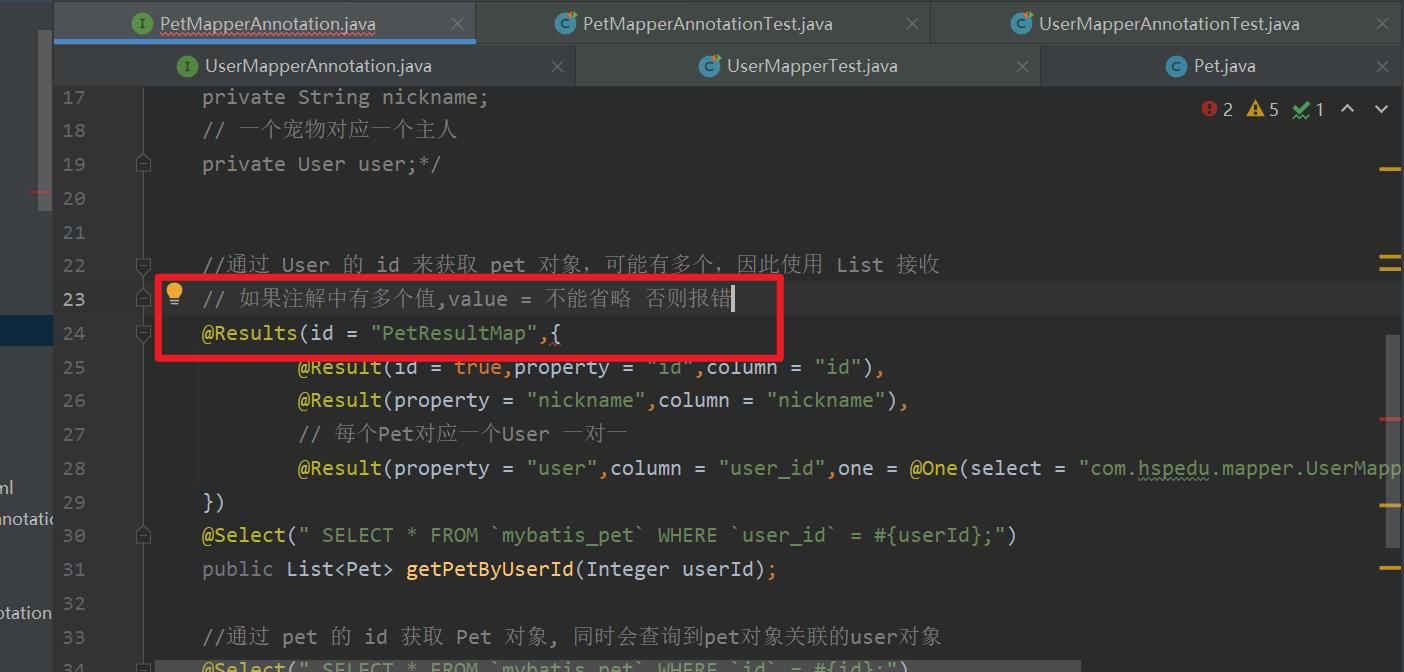 PetMapperAnnotation.java
PetMapperAnnotationTest.java
UserMapperAnnotationTest.java
UserMapperAnnotation.java
UserMapperTest.java
Pet.java
2 5 1
17 private String nickname;
18 // 一个宠物对应一个主人
19 private User user;*/
20
21
22 //通过 User 的 id 来获取 pet 对象，可能有多个，因此使用 List 接收
23 // 如果注解中有多个值,value = 不能省略 否则报错
24 @Results(id = "PetResultMap",{
25 @Result(id = true,property = "id",column = "id"),
26 @Result(property = "nickname",column = "nickname"),
27 // 每个Pet对应一个User 一对一
28 @Result(property = "user",column = "user_id",one = @One(select = "com.hspedu.mapper.UserMapp
29 })
30 @Select(" SELECT * FROM `mybatis_pet` WHERE `user_id` = #{userId};")
31 public List<Pet> getPetByUserId(Integer userId);
32
33 //通过 pet 的 id 获取 Pet 对象, 同时会查询到pet对象关联的user对象
34 @Select(" SELECT * FROM `mybatis_pet` WHERE `id` = #{id};")
ml
nnotatio
otation